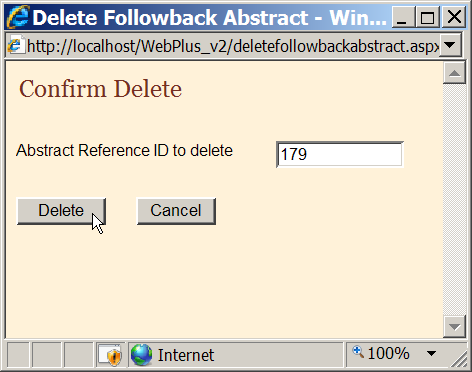 Delete Followback Abstract - Win...
http://localhost/WebPlus_v2/deletefollowbackabstract.aspx
Confirm Delete
Abstract Reference ID to delete 179
Delete Cancel
Internet 100%